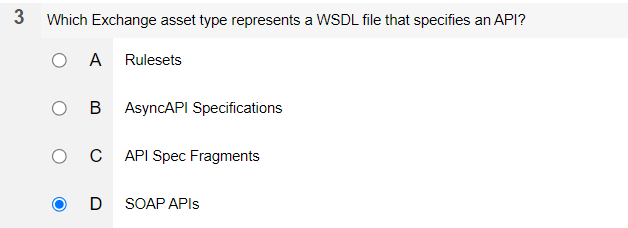 3 Which Exchange asset type represents a WSDL file that specifies an API?
A Rulesets
B AsyncAPI Specifications
C API Spec Fragments
D SOAP APIs